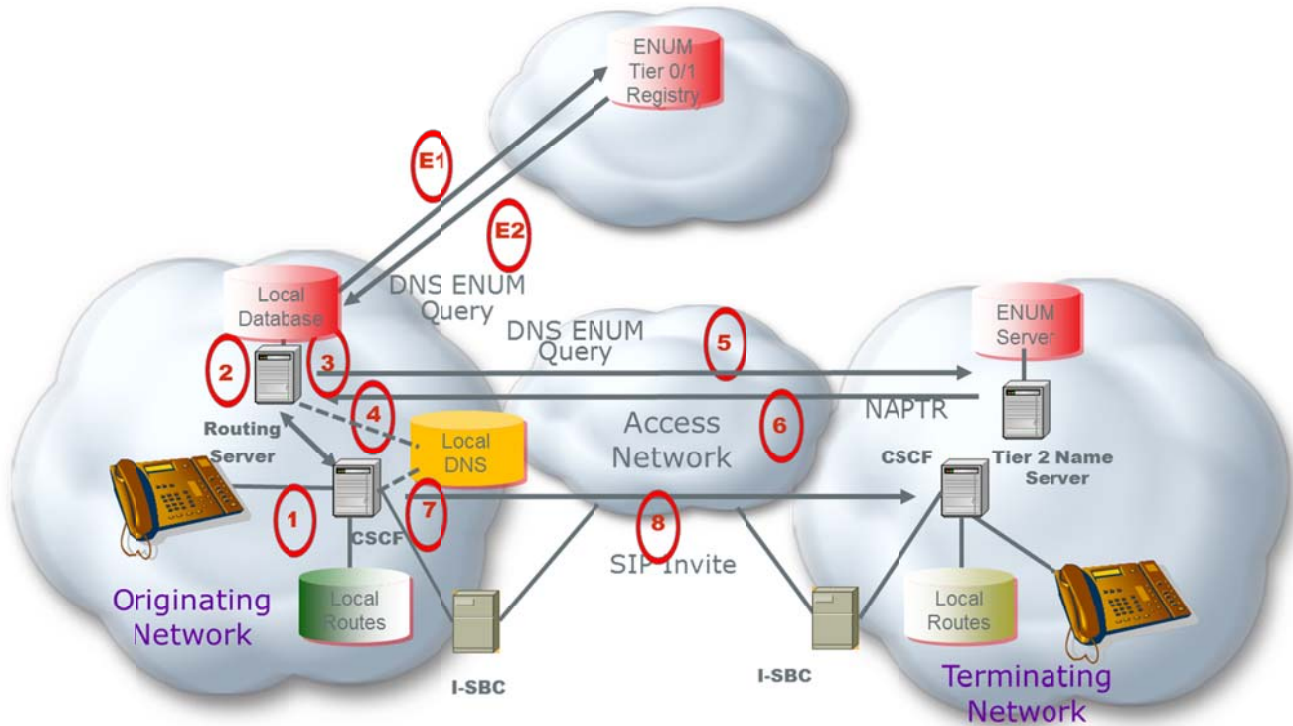 ENUM
Tier 0/1
Registry
E1
E2
Local
Database
DNS ENUM
Query
DNS ENUM
Query
5
ENUM
Server
2
3
4
6
NAPTR
Routing
Server
Local
DNS
Access
Network
CSCF
Tier 2 Name
Server
1
CSCF
7
8
SIP Invite
Originating
Network
Local
Routes
I-SBC
I-SBC
Local
Routes
Terminating
Network